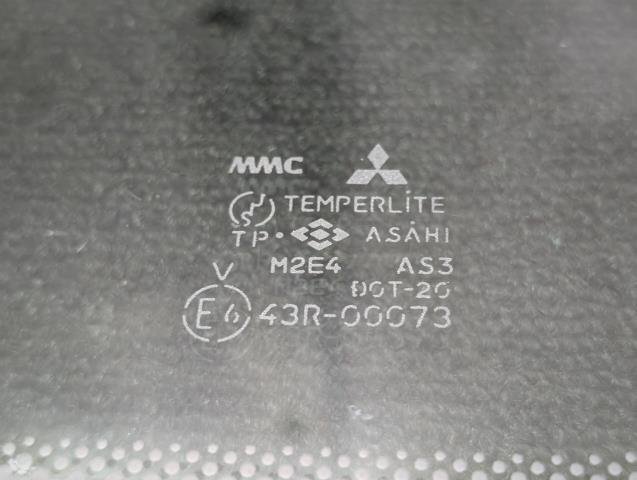 MMC
TEMPERLITE
TP• ASAHI
M2E4 AS3
DOT-20
V
E6 43R-00073